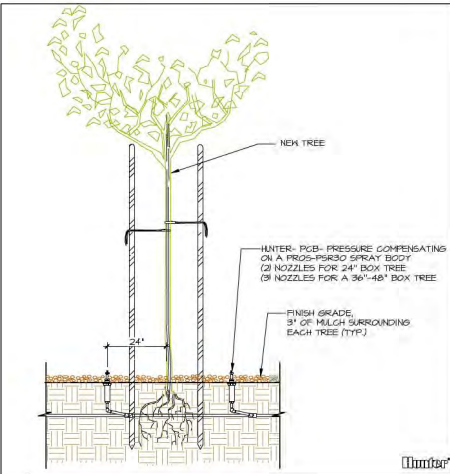 NEW TREE
HUNTER- PCB- PRESSURE COMPENSATING
ON A PROS-PSR30 SPRAY BODY
(2) NOZZLES FOR 24" BOX TREE
(3) NOZZLES FOR A 36"-48" BOX TREE
FINISH GRADE,
3" OF MULCH SURROUNDING
EACH TREE (TYP.)
24"
Hunter